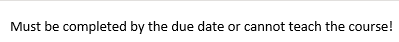 Must be completed by the due date or cannot teach the course!